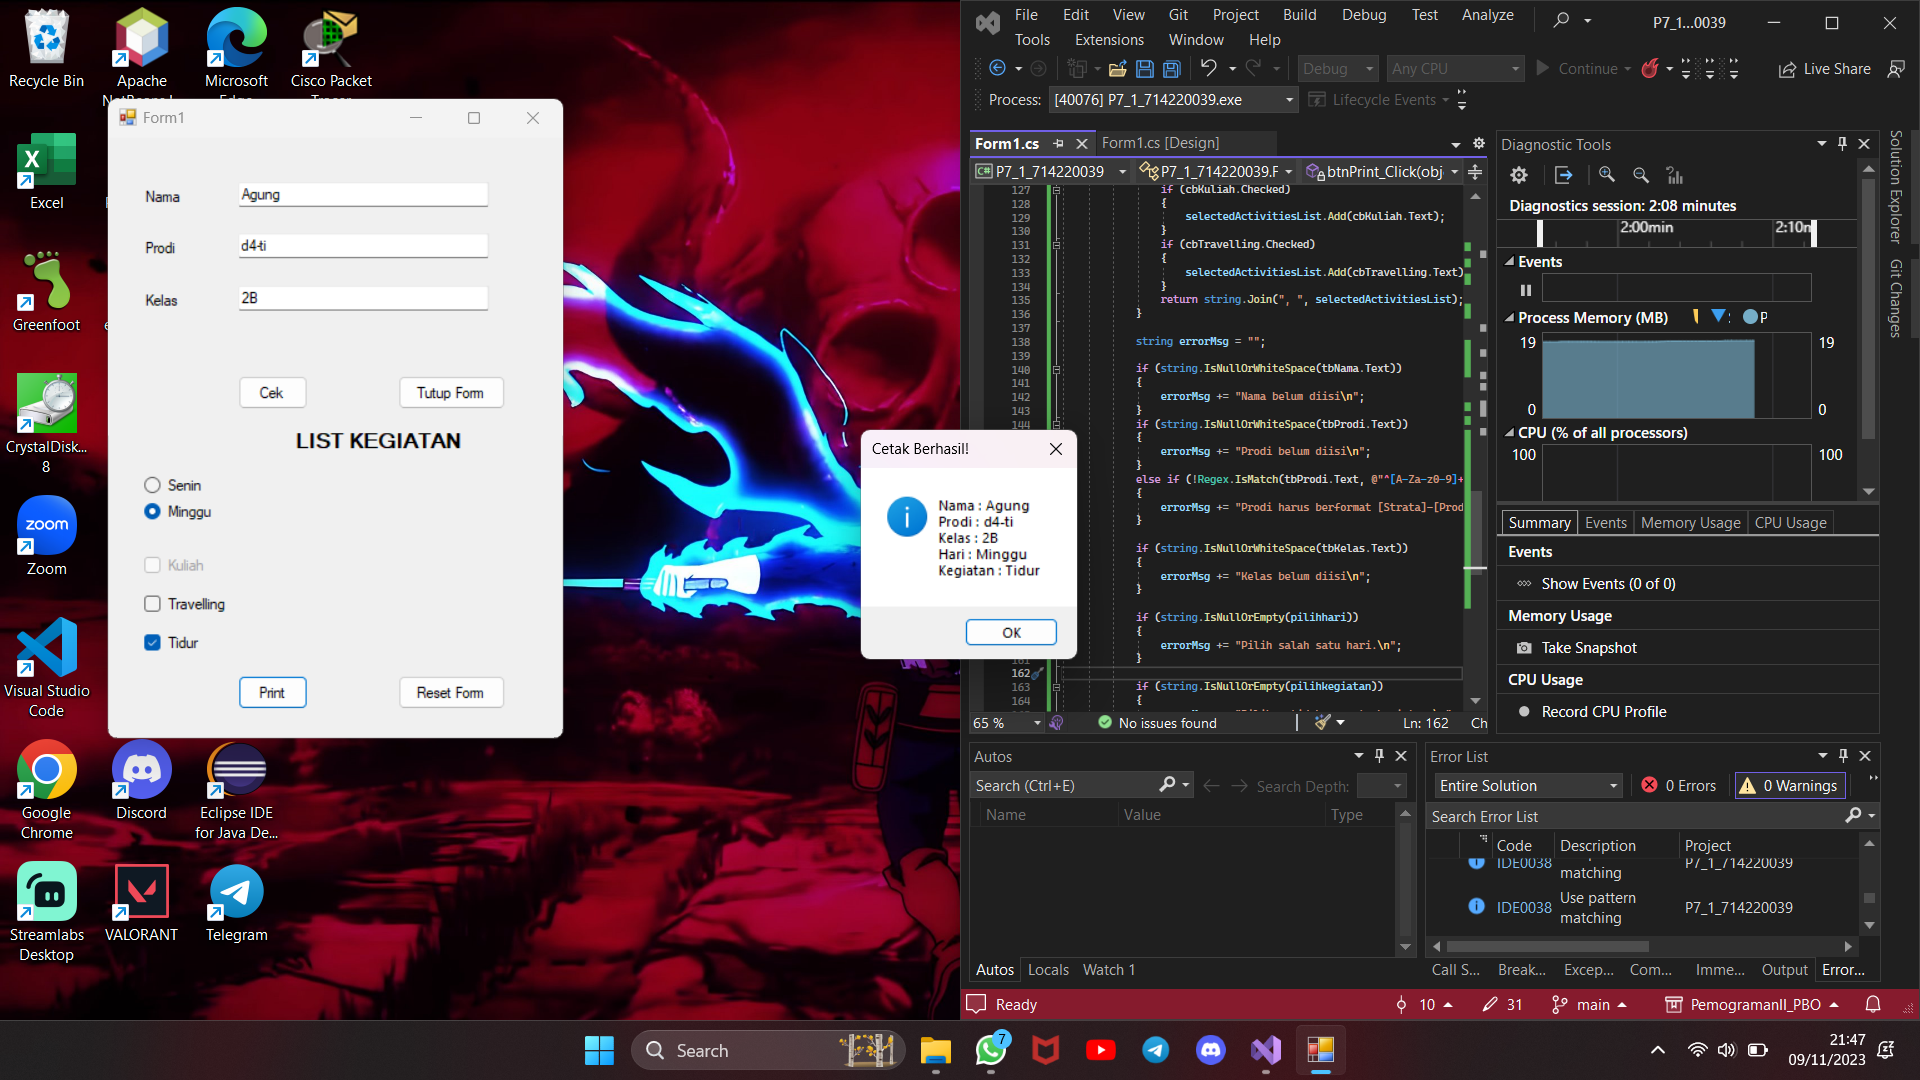 Recycle Bin
Apache
Microsoft
Cisco Packet
Excel
Greenfoot
CrystalDisk...
8
Zoom
Visual Studio
Code
Google
Chrome
Discord
Eclipse IDE
for Java De...
Streamlabs
Desktop
VALORANT
Telegram
zoom
Form1
Nama
Agung
Prodi
d4-ti
Kelas
2B
Cek
Tutup Form
LIST KEGIATAN
Senin
Minggu
Kuliah
Travelling
Tidur
Print
Reset Form
Cetak Berhasil!
Nama : Agung
Prodi : d4-ti
Kelas : 2B
Hari : Minggu
Kegiatan : Tidur
OK
File Edit View Git Project Build Debug Test Analyze
P7_1...0039
Tools Extensions Window Help
Debug Any CPU Continue Live Share
Process: [40076] P7_1_714220039.exe Lifecycle Events
Form1.cs Form1.cs [Design]
P7_1_714220039 P7_1_714220039.F btnPrint_Click(obj
127 if (cbKuliah.Checked)
128 {
129 selectedActivitiesList.Add(cbKuliah.Text);
130 }
131 if (cbTravelling.Checked)
132 {
133 selectedActivitiesList.Add(cbTravelling.Text)
134 }
135 return string.Join(", ", selectedActivitiesList);
136 }
137
138 string errorMsg = "";
139
140 if (string.IsNullOrWhiteSpace(tbNama.Text))
141 {
142 errorMsg += "Nama belum diisi\n";
143 }
144 if (string.IsNullOrWhiteSpace(tbProdi.Text))
{
errorMsg += "Prodi belum diisi\n";
}
else if (!Regex.IsMatch(tbProdi.Text, @"^[A-Za-z0-9]+
{
errorMsg += "Prodi harus berformat [Strata]-[Prod
}
if (string.IsNullOrWhiteSpace(tbKelas.Text))
{
errorMsg += "Kelas belum diisi\n";
}
if (string.IsNullOrEmpty(pilihhari))
{
errorMsg += "Pilih salah satu hari.\n";
161 }
162
163 if (string.IsNullOrEmpty(pilihkegiatan))
164 {
65 % No issues found Ln: 162 Ch
Diagnostic Tools
Diagnostics session: 2:08 minutes
2:00min 2:10m
Events
Process Memory (MB) P
19 19
0 0
CPU (% of all processors)
100 100
Summary Events Memory Usage CPU Usage
Events
Show Events (0 of 0)
Memory Usage
Take Snapshot
CPU Usage
Record CPU Profile
Solution Explorer
Git Changes
Autos
Search (Ctrl+E) Search Depth:
Name Value Type
Autos Locals Watch 1
Error List
Entire Solution 0 Errors 0 Warnings
Search Error List
Code Description Project
IDE0038 matching P7_1_714220039
IDE0038 Use pattern matching P7_1_714220039
Call S... Break... Excep... Com... Imme... Output Error...
Ready 10 31 main PemogramanII_PBO
Search
7
21:47
09/11/2023